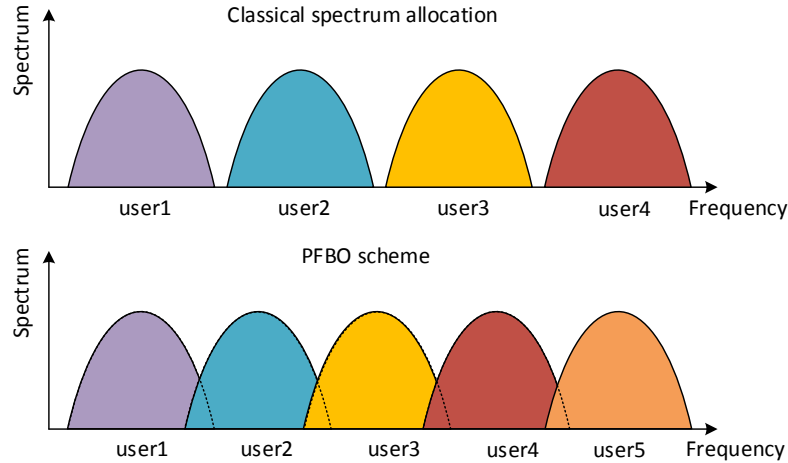 Classical spectrum allocation
Spectrum
user1 user2 user3 user4 Frequency
PFBO scheme
Spectrum
user1 user2 user3 user4 user5 Frequency